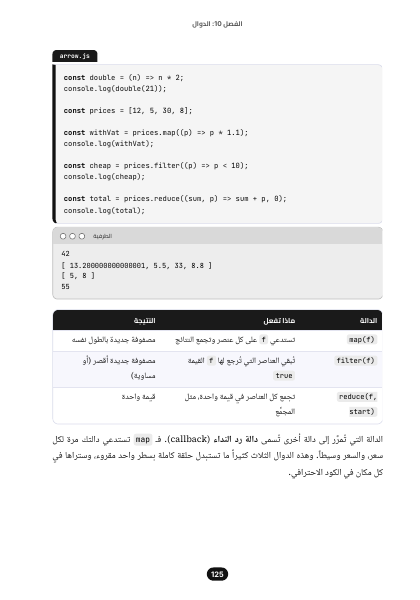 الفصل 10: الدوال
arrow.js
const double = (n) => n * 2;
console.log(double(21));
const prices = [12, 5, 30, 8];
const withVat = prices.map((p) => p * 1.1);
console.log(withVat);
const cheap = prices.filter((p) => p < 10);
console.log(cheap);
const total = prices.reduce((sum, p) => sum + p, 0);
console.log(total);
الطرفية
42
[ 13.200000000000001, 5.5, 33, 8.8 ]
[ 5, 8 ]
55
الدالة ماذا تفعل النتيجة
map(f) تستدعي f على كل عنصر وتجمع النتائج مصفوفة جديدة بالطول نفسه
filter(f) تُبقي العناصر التي تُرجع لها f القيمة مصفوفة جديدة أقصر (أو
true مساوية)
reduce(f, تجمع كل العناصر في قيمة واحدة، مثل قيمة واحدة
start) المجمّع
الدالة التي تُمرَّر إلى دالة أخرى تُسمى دالة رد النداء (callback). فـ map تستدعي دالتك مرة لكل
سعر، والسعر وسيطاً. وهذه الدوال الثلاث كثيراً ما تستبدل حلقة كاملة بسطر واحد مقروء، وستراها في
كل مكان في الكود الاحترافي.
125